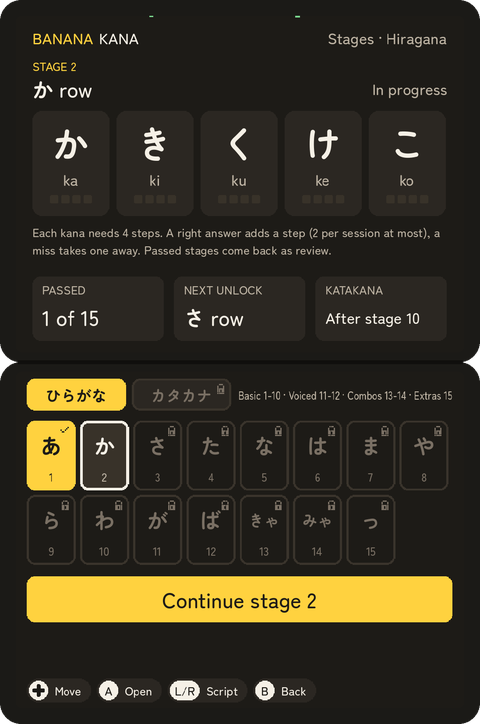 BANANA KANA
Stages · Hiragana
STAGE 2
か row
In progress
か き く け こ
ka ki ku ke ko
Each kana needs 4 steps. A right answer adds a step (2 per session at most), a
miss takes one away. Passed stages come back as review.
PASSED NEXT UNLOCK KATAKANA
1 of 15 さ row After stage 10
ひらがな カタカナ Basic 1-10 · Voiced 11-12 · Combos 13-14 · Extras 15
あ か さ た な は ま や
1 2 3 4 5 6 7 8
ら わ が ば きゃ みゃ っ
9 10 11 12 13 14 15
Continue stage 2
Move A Open L/R Script B Back